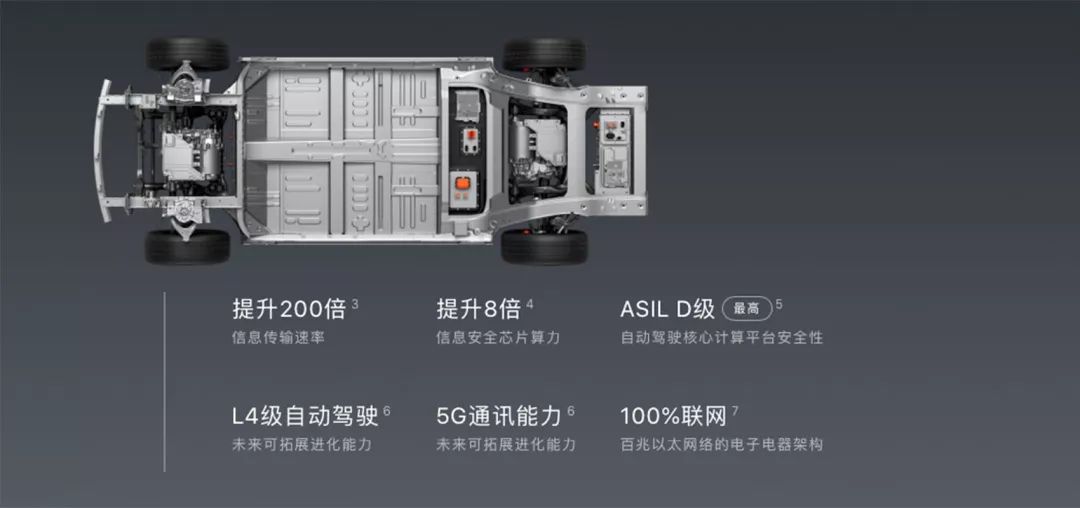 提升200倍3
信息传输速率
提升8倍4
信息安全芯片算力
ASIL D级 最高 5
自动驾驶核心计算平台安全性
L4级自动驾驶6
未来可拓展进化能力
5G通讯能力6
未来可拓展进化能力
100%联网7
百兆以太网络的电子电器架构